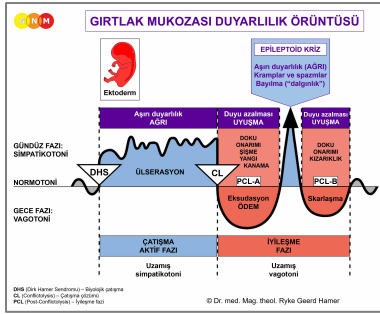 GNM
GIRTLAK MUKOZASI DUYARLILIK ÖRÜNTÜSÜ
EPİLEPTOİD KRİZ
Aşırı duyarlılık (AĞRI)
Kramplar ve spazmlar
Bayılma ("dalgınlık")
Ektoderm
Aşırı duyarlılık
AĞRI
Duyu azalması
UYUŞMA
Duyu azalması
UYUŞMA
GÜNDÜZ FAZI:
SİMPATİKOTONİ
DOKU
ONARIMI
ŞİŞME
YANGI
KANAMA
DOKU
ONARIMI
KIZARIKLIK
DHS
ÜLSERASYON
CL
PCL-A
PCL-B
NORMOTONİ
Eksudasyon
ÖDEM
Skarlaşma
GECE FAZI:
VAGOTONİ
ÇATIŞMA
AKTİF FAZI
İYİLEŞME
FAZI
Uzamış
simpatikotoni
Uzamış
vagotoni
DHS (Dirk Hamer Sendromu) – Biyolojik çatışma
CL (Conflictolysis) – Çatışma çözümü
PCL (Post-Conflictolysis) – İyileşme fazı
© Dr. med. Mag. theol. Ryke Geerd Hamer